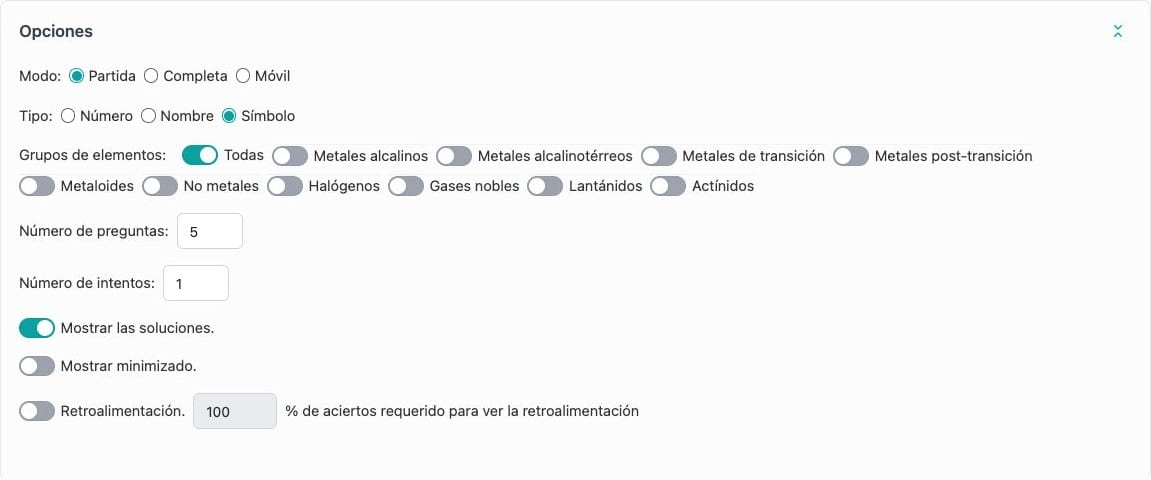 Opciones
Modo: Partida Completa Móvil
Tipo: Número Nombre Símbolo
Grupos de elementos: Todas Metales alcalinos Metales alcalinotérreos Metales de transición Metales post-transición
Metaloides No metales Halógenos Gases nobles Lantánidos Actínidos
Número de preguntas: 5
Número de intentos: 1
Mostrar las soluciones.
Mostrar minimizado.
Retroalimentación. 100 % de aciertos requerido para ver la retroalimentación